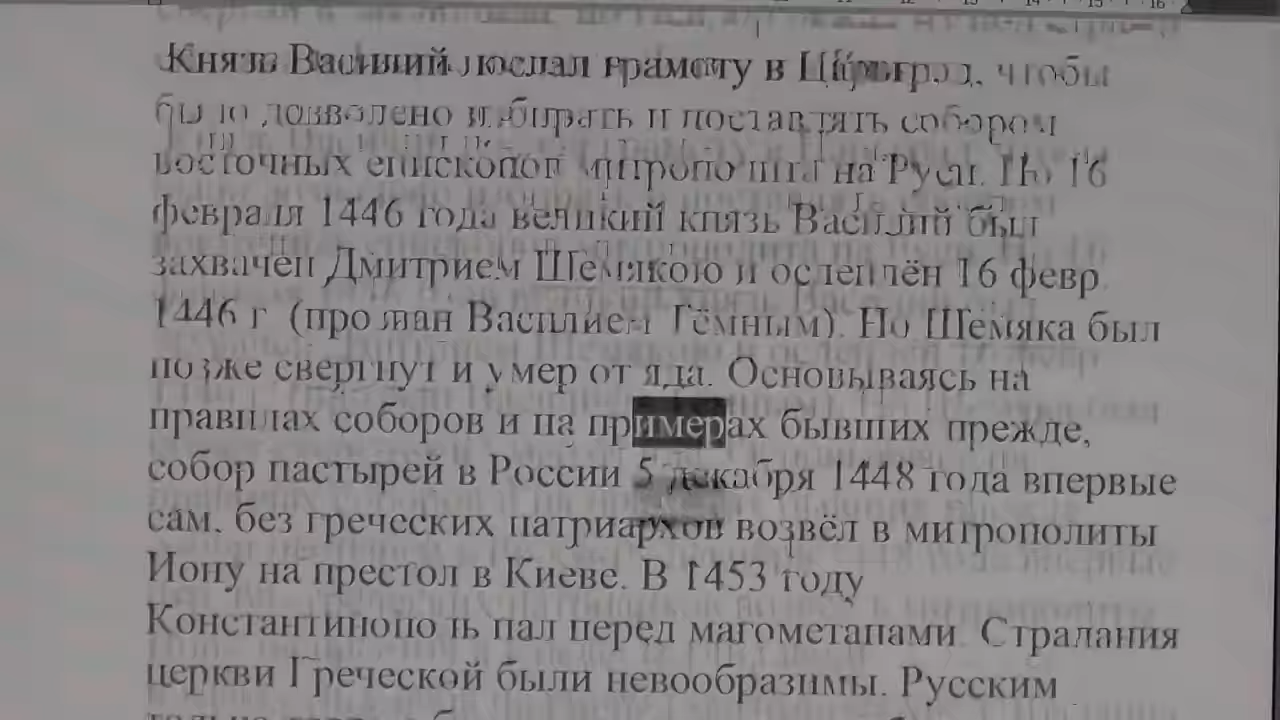 Князь Василий послал грамоту в Царьград, чтобы
было дозволено избирать и поставлять собором
восточных епископов митрополита на Руси. Но 16
февраля 1446 года великий князь Василий был
захвачен Дмитрием Шемякою и ослеплён 16 февр.
1446 г. (прозван Василием Тёмным). Но Шемяка был
позже свергнут и умер от яда. Основываясь на
правилах соборов и на примерах бывших прежде,
собор пастырей в России 5 декабря 1448 года впервые
сам, без греческих патриархов возвёл в митрополиты
Иону на престол в Киеве. В 1453 году
Константинополь пал перед магометанами. Страдания
церкви Греческой были невообразимы. Русским